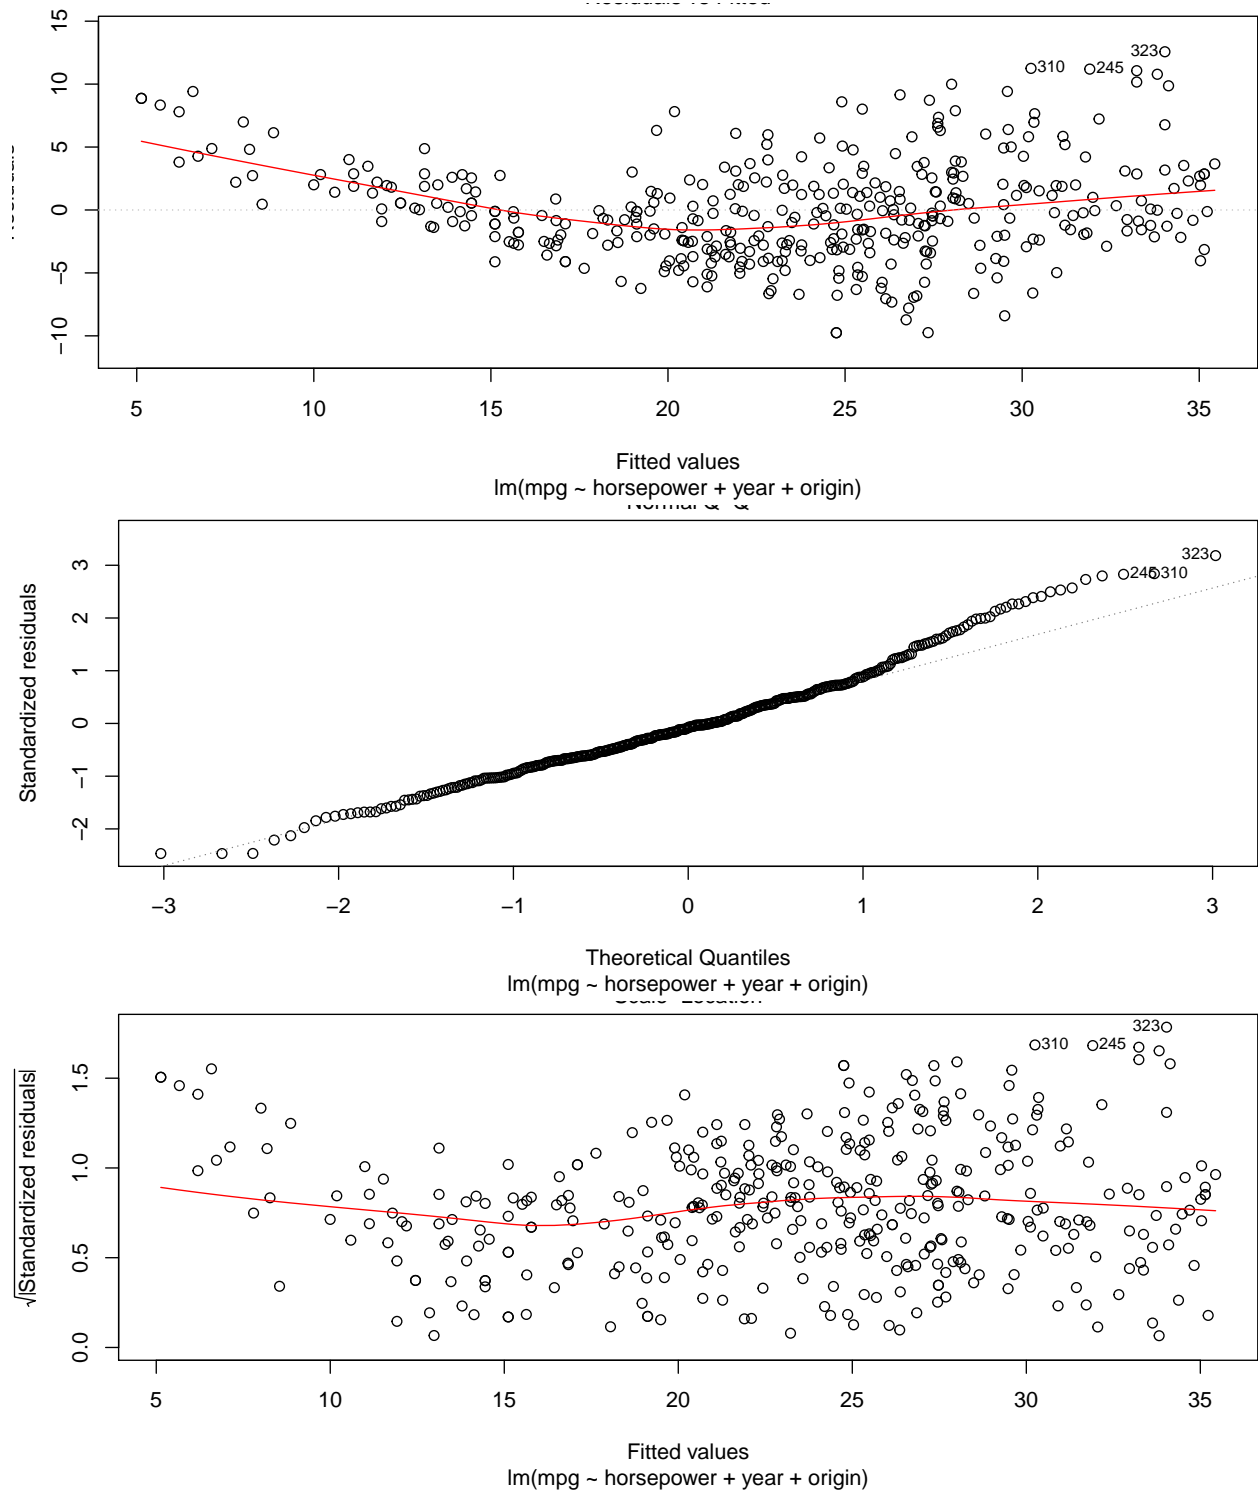 15
10
5
0
−5
−10
323
310
245
5 10 15 20 25 30 35
Fitted values
lm(mpg ~ horsepower + year + origin)
Standardized residuals
3
2
1
0
−1
−2
323
245
310
−3 −2 −1 0 1 2 3
Theoretical Quantiles
lm(mpg ~ horsepower + year + origin)
√|Standardized residuals|
1.5
1.0
0.5
0.0
323
310
245
5 10 15 20 25 30 35
Fitted values
lm(mpg ~ horsepower + year + origin)